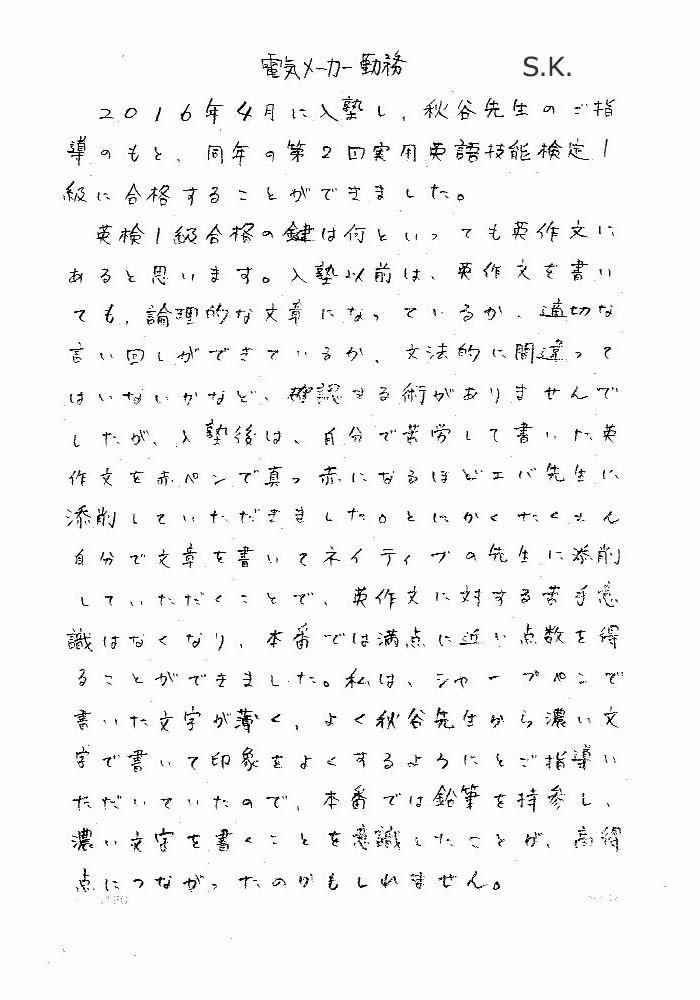 電気メーカー勤務 S.K.
2016年4月に入塾し、秋谷先生のご指
導のもと、同年の第2回実用英語技能検定1
級に合格することができました。
英検1級合格の鍵は何といっても英作文に
あると思います。入塾以前は、英作文を書い
ても、論理的な文章になっているか、適切な
言い回しができているか、文法的に間違って
はいないかなど、確認する術がありませんで
したが、入塾後は、自分で苦労して書いた英
作文を赤ペンで真っ赤になるほどエバ先生に
添削していただきました。とにかくたくさん
自分で文章を書いてネイティブの先生に添削
していただくことで、英作文に対する苦手意
識はなくなり、本番では満点に近い点数を得
ることができました。私は、シャープペンで
書いた文字が薄く、よく秋谷先生から濃い文
字で書いて印象をよくするようにとご指導い
ただいていたので、本番では鉛筆を持参し、
濃い文字を書くことを意識したことが、高得
点につながったのかもしれません。